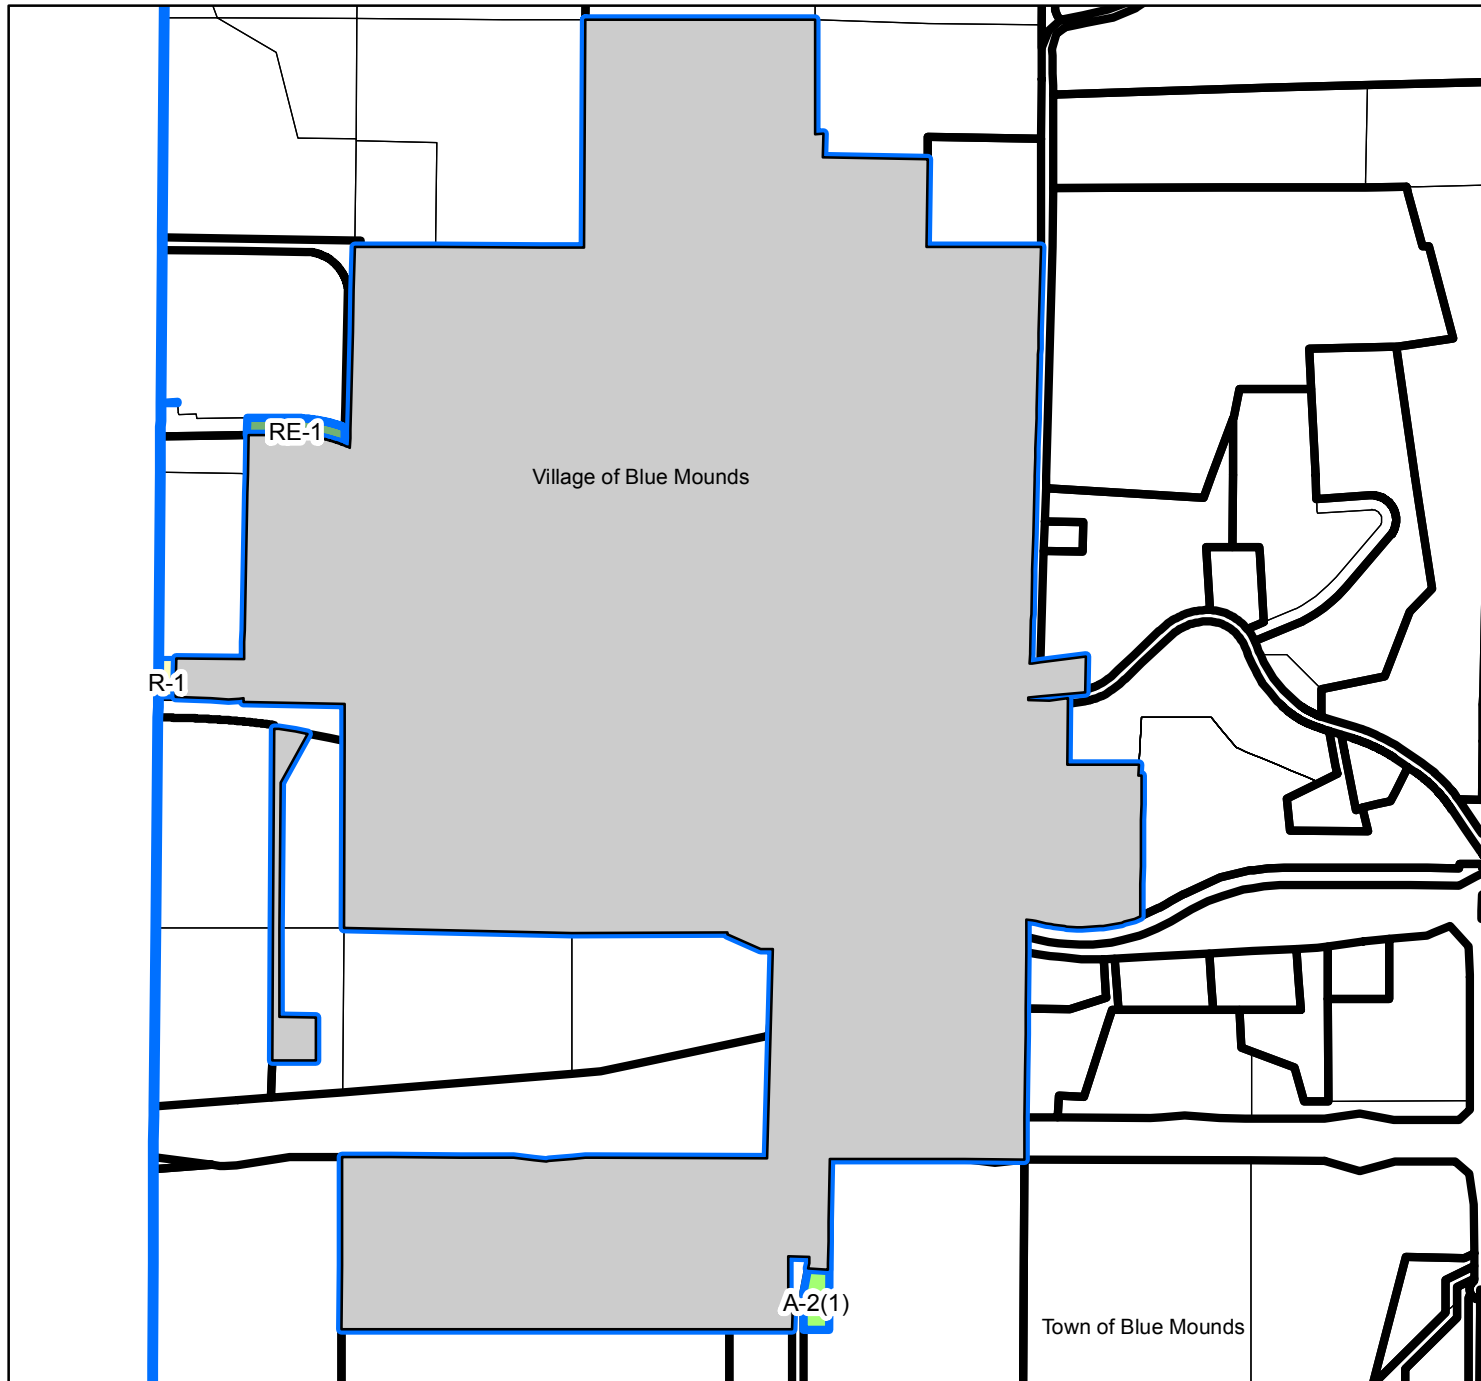 RE-1
Village of Blue Mounds
R-1
A-2(1)
Town of Blue Mounds